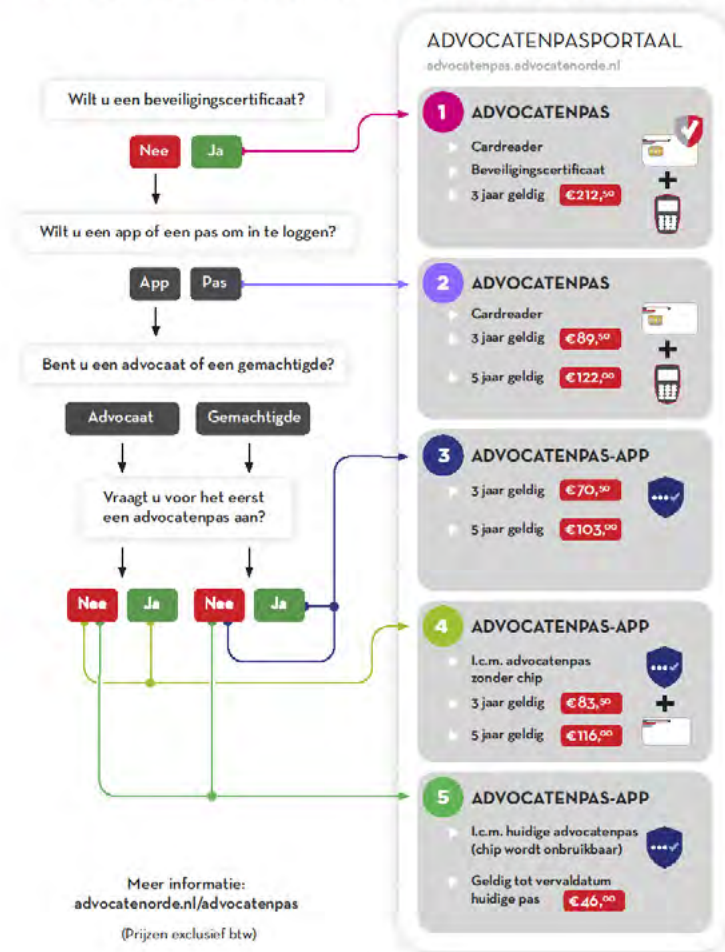 Wilt u een beveiligingscertificaat?
Nee
Ja
Wilt u een app of een pas om in te loggen?
App
Pas
Bent u een advocaat of een gemachtigde?
Advocaat
Gemachtigde
Vraagt u voor het eerst
een advocatenpas aan?
Nee
Ja
Nee
Ja
Meer informatie:
advocatenorde.nl/advocatenpas
(Prijzen exclusief btw)
ADVOCATENPASPORTAAL
advocatenpas.advocatenorde.nl
1 ADVOCATENPAS
Cardreader
Beveiligingscertificaat
3 jaar geldig €212,50
+
2 ADVOCATENPAS
Cardreader
3 jaar geldig €89,50
+
5 jaar geldig €122,00
3 ADVOCATENPAS-APP
3 jaar geldig €70,50
5 jaar geldig €103,00
4 ADVOCATENPAS-APP
I.c.m. advocatenpas
zonder chip
3 jaar geldig €83,50
+
5 jaar geldig €116,00
5 ADVOCATENPAS-APP
I.c.m. huidige advocatenpas
(chip wordt onbruikbaar)
Geldig tot vervaldatum
huidige pas €46,00